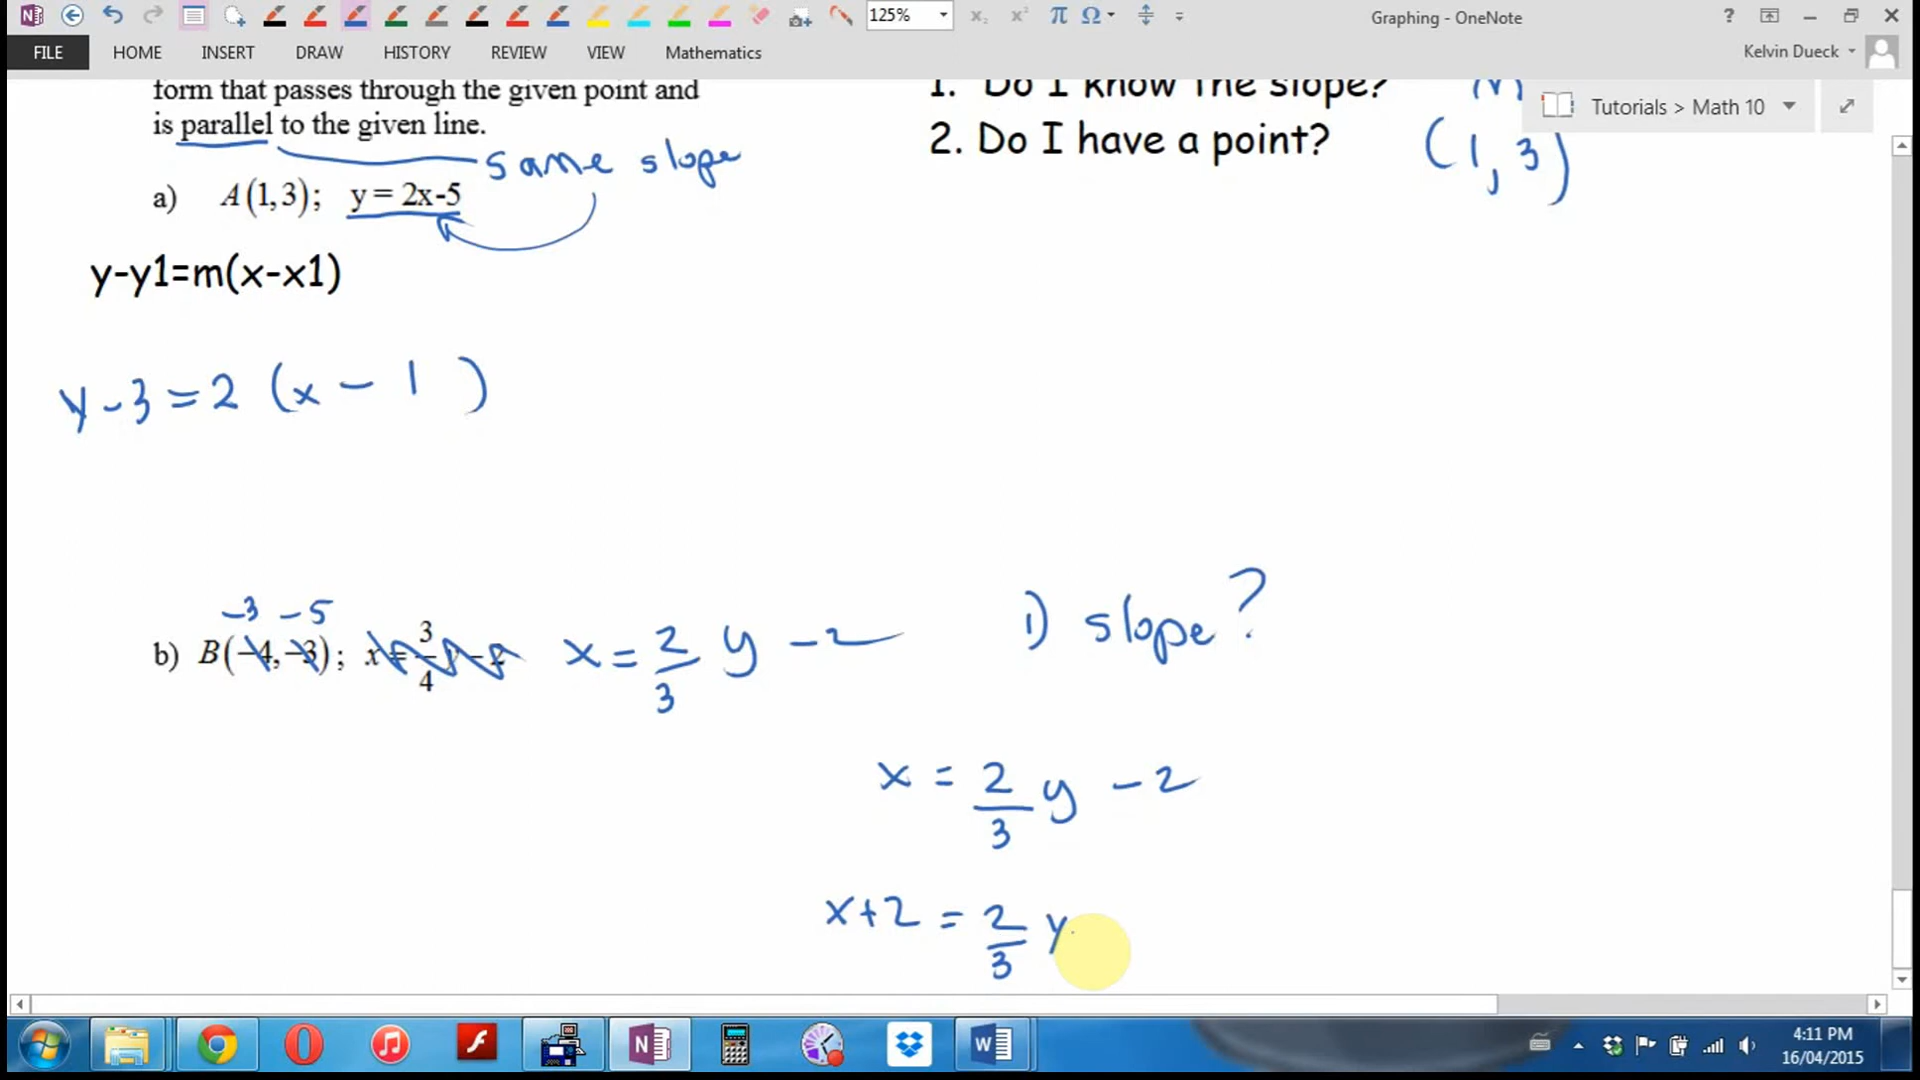 125%
Graphing - OneNote
FILE HOME INSERT DRAW HISTORY REVIEW VIEW Mathematics
Kelvin Dueck
Tutorials > Math 10
form that passes through the given point and
is parallel to the given line.
same slope
a) A(1,3); y = 2x-5
1. Do I know the slope? m
2. Do I have a point? (1, 3)
y-y1=m(x-x1)
y - 3 = 2 (x - 1 )
-3 -5
b) B(-4,-3); x = 3/4 y - 2 x = 2/3 y - 2
1) slope?
x = 2/3 y - 2
x + 2 = 2/3 y
4:11 PM
16/04/2015